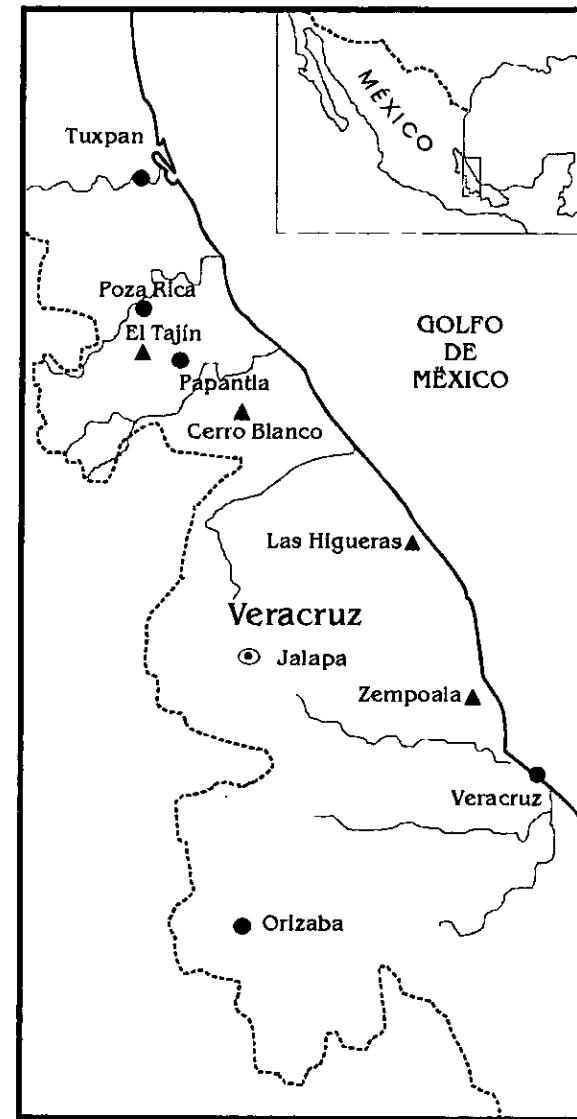 MÉXICO
Tuxpan
Poza Rica
El Tajín
Papantla
Cerro Blanco
GOLFO
DE
MËXICO
Las Higueras
Veracruz
Jalapa
Zempoala
Veracruz
Orizaba